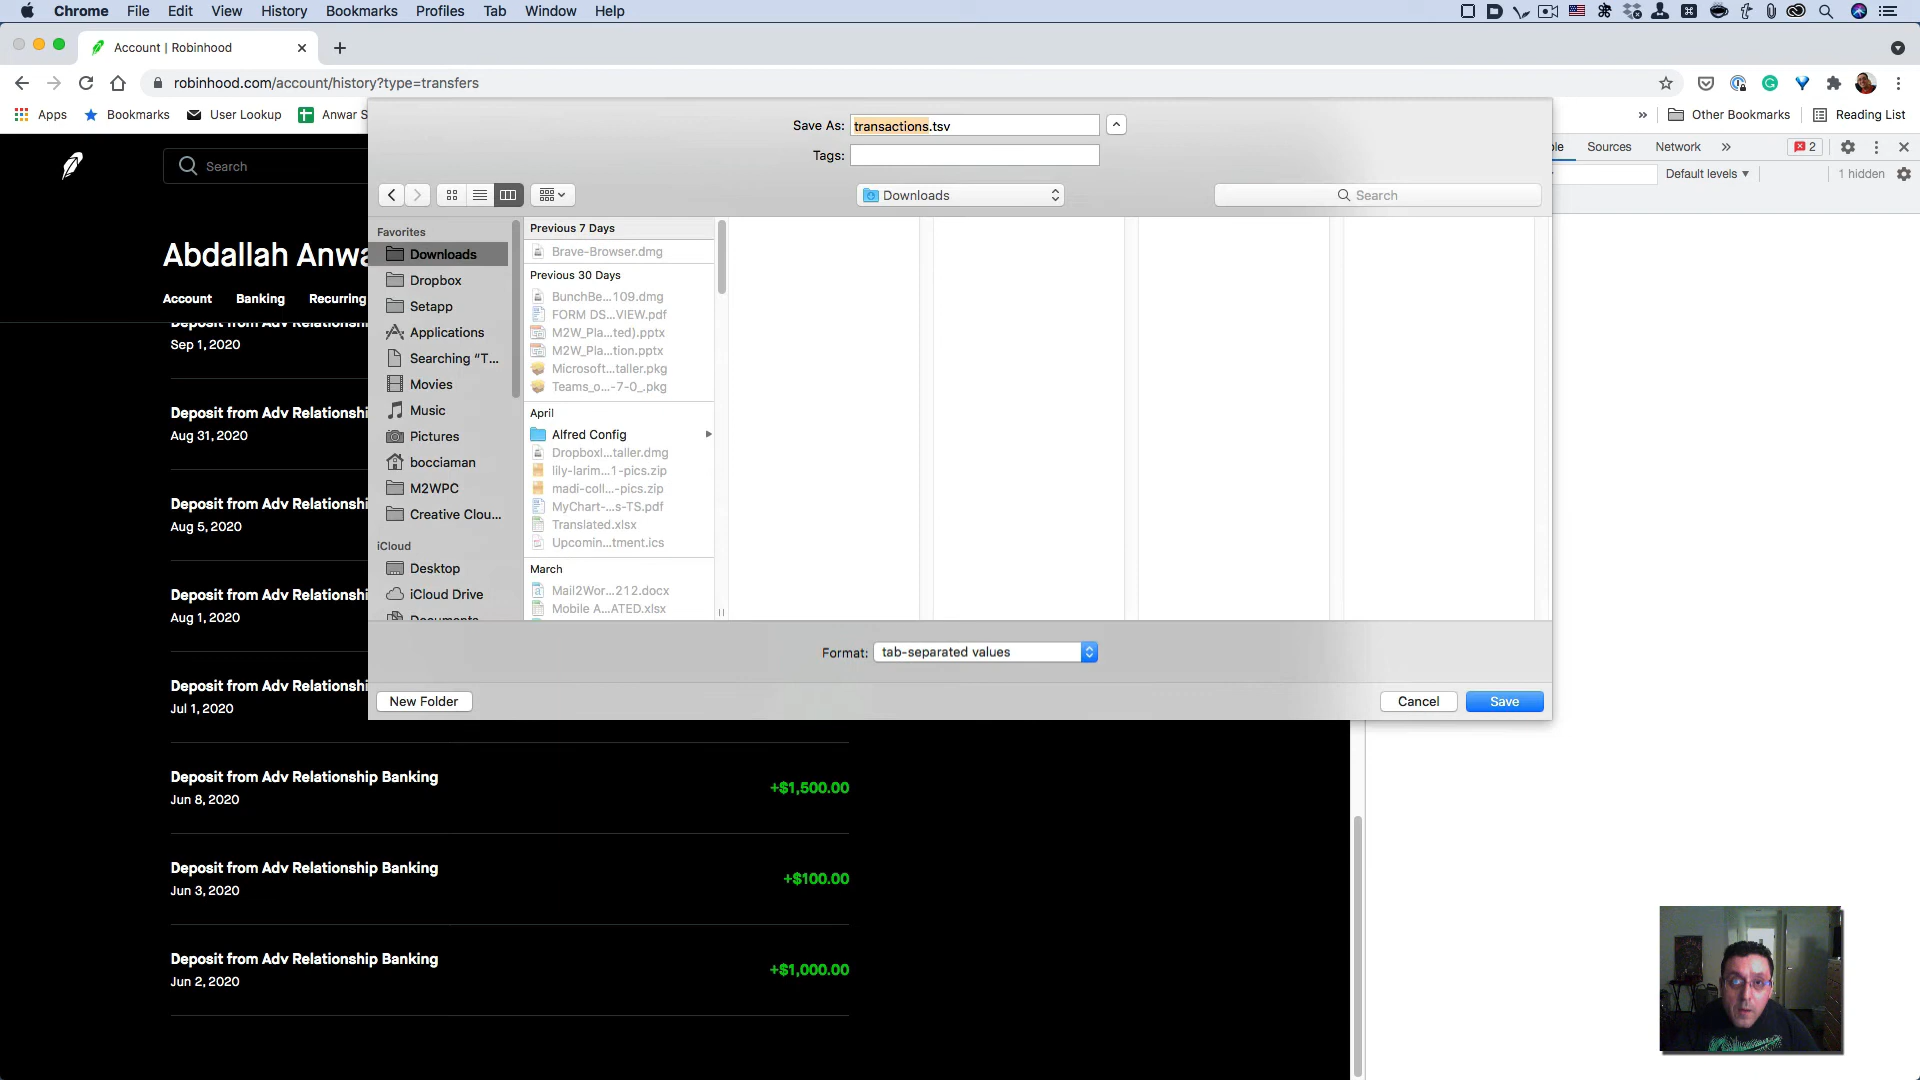 Chrome File Edit View History Bookmarks Profiles Tab Window Help
Account | Robinhood
robinhood.com/account/history?type=transfers
Apps Bookmarks User Lookup Anwar S
» Other Bookmarks Reading List
Save As: transactions.tsv
Tags:
Sources Network » 2
Search
Default levels ▼ 1 hidden
Downloads
Search
Favorites
Downloads
Dropbox
Setapp
Applications
Searching “T...
Movies
Music
Pictures
bocciaman
M2WPC
Creative Clou...
iCloud
Desktop
iCloud Drive
Documents
Previous 7 Days
Brave-Browser.dmg
Previous 30 Days
BunchBe...109.dmg
FORM DS...VIEW.pdf
M2W_Pla...ted).pptx
M2W_Pla...tion.pptx
Microsoft...taller.pkg
Teams_o...-7-0_.pkg
April
Alfred Config
DropboxI...taller.dmg
lily-larim...1-pics.zip
madi-coll...-pics.zip
MyChart-...s-TS.pdf
Translated.xlsx
Upcomin...tment.ics
March
Mail2Wor...212.docx
Mobile A...ATED.xlsx
Format: tab-separated values
New Folder
Cancel
Save
Abdallah Anwa
Account Banking Recurring
Deposit from Adv Relationshi
Sep 1, 2020
Deposit from Adv Relationshi
Aug 31, 2020
Deposit from Adv Relationshi
Aug 5, 2020
Deposit from Adv Relationshi
Aug 1, 2020
Deposit from Adv Relationshi
Jul 1, 2020
Deposit from Adv Relationship Banking
+$1,500.00
Jun 8, 2020
Deposit from Adv Relationship Banking
+$100.00
Jun 3, 2020
Deposit from Adv Relationship Banking
+$1,000.00
Jun 2, 2020